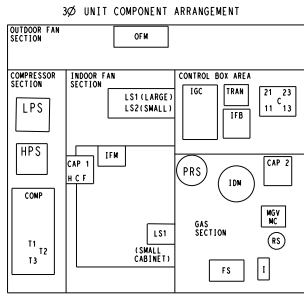 3Ø UNIT COMPONENT ARRANGEMENT
OUTDOOR FAN
SECTION
OFM
COMPRESSOR
SECTION
LPS
HPS
COMP
T1
T2
T3
INDOOR FAN
SECTION
LS1(LARGE)
LS2(SMALL)
IFM
CAP 1
H C F
LS1
(SMALL
CABINET)
CONTROL BOX AREA
IGC
TRAN
IFB
21 23
C
11 13
PRS
IDM
CAP 2
MGV
MC
RS
GAS
SECTION
FS
I